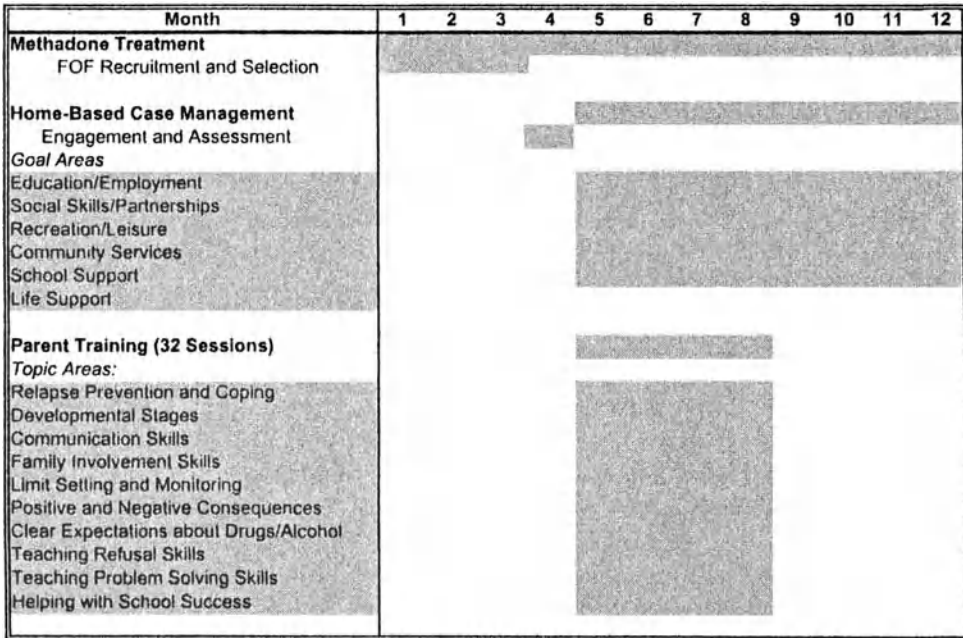 Month 1 2 3 4 5 6 7 8 9 10 11 12
Methadone Treatment
FOF Recruitment and Selection
Home-Based Case Management
Engagement and Assessment
Goal Areas
Education/Employment
Social Skills/Partnerships
Recreation/Leisure
Community Services
School Support
Life Support
Parent Training (32 Sessions)
Topic Areas:
Relapse Prevention and Coping
Developmental Stages
Communication Skills
Family Involvement Skills
Limit Setting and Monitoring
Positive and Negative Consequences
Clear Expectations about Drugs/Alcohol
Teaching Refusal Skills
Teaching Problem Solving Skills
Helping with School Success